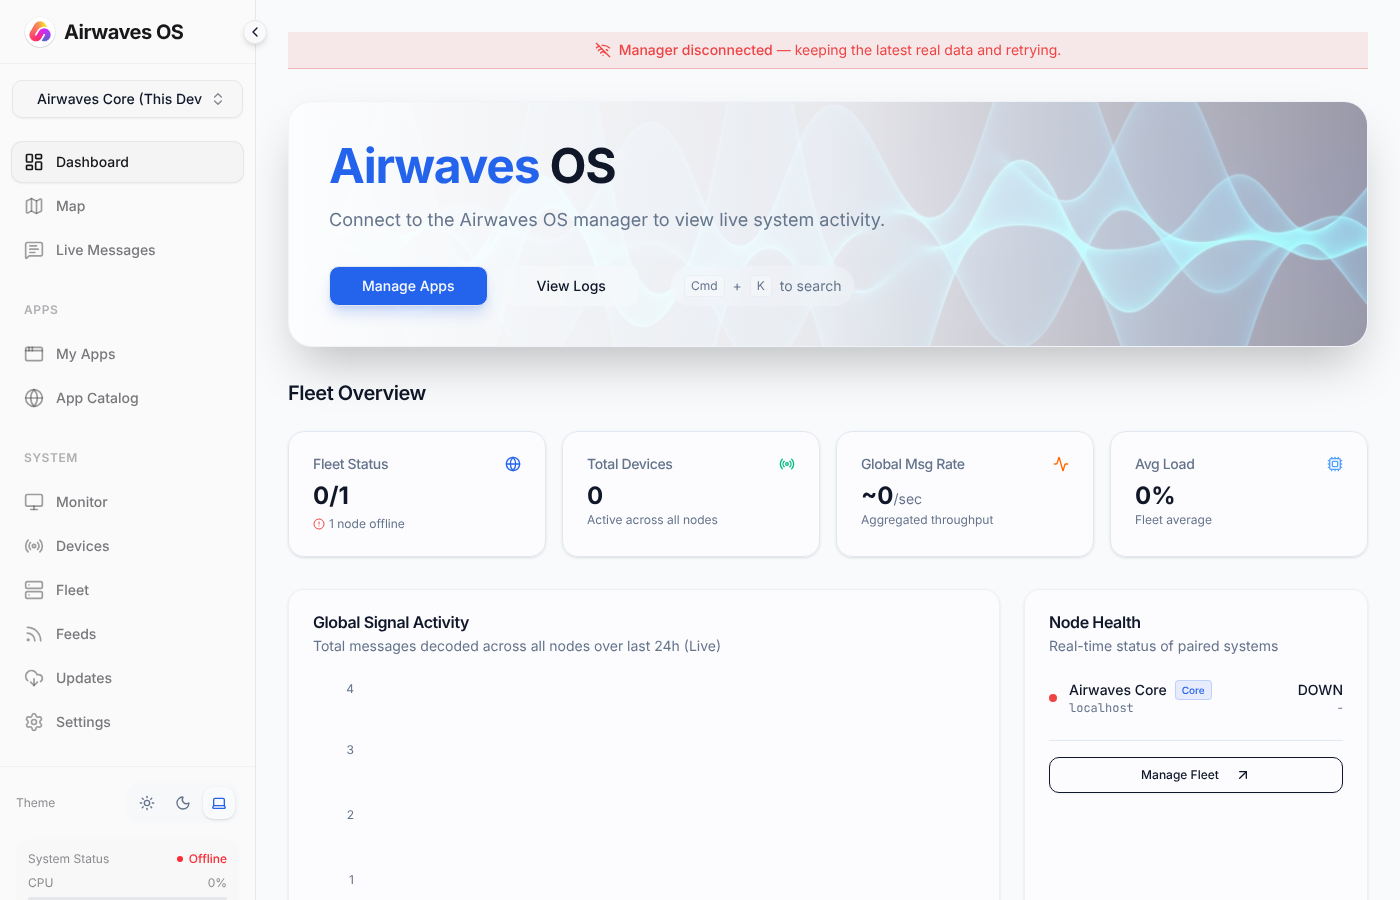 Airwaves OS
Airwaves Core (This Dev
Dashboard
Map
Live Messages
APPS
My Apps
App Catalog
SYSTEM
Monitor
Devices
Fleet
Feeds
Updates
Settings
Theme
System Status
Offline
CPU
0%
Manager disconnected — keeping the latest real data and retrying.
Airwaves OS
Connect to the Airwaves OS manager to view live system activity.
Manage Apps
View Logs
Cmd + K to search
Fleet Overview
Fleet Status
0/1
1 node offline
Total Devices
0
Active across all nodes
Global Msg Rate
~0/sec
Aggregated throughput
Avg Load
0%
Fleet average
Global Signal Activity
Total messages decoded across all nodes over last 24h (Live)
4
3
2
1
Node Health
Real-time status of paired systems
Airwaves Core
Core
DOWN
localhost
-
Manage Fleet